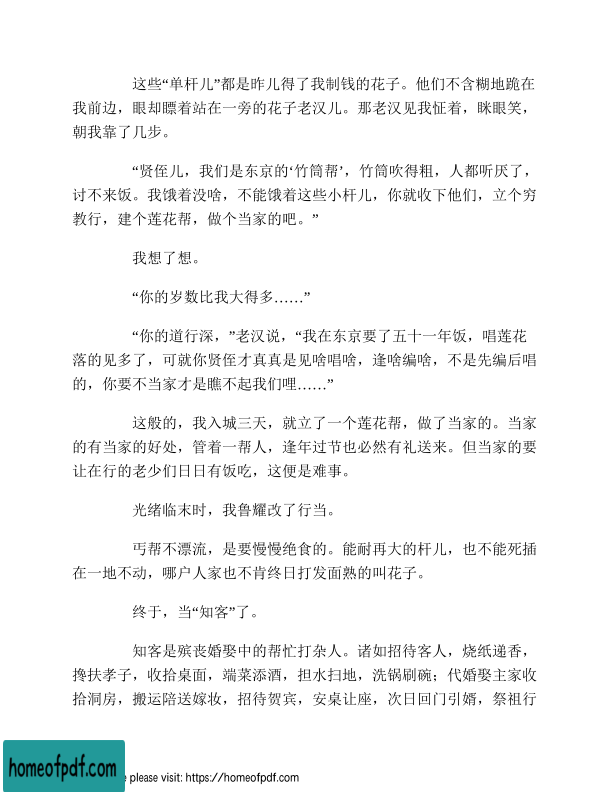 这些“单杆儿”都是昨儿得了我制钱的花子。他们不含糊地跪在
我前边，眼却瞟着站在一旁的花子老汉儿。那老汉见我怔着，眯眼笑，
朝我靠了几步。
“贤侄儿，我们是东京的‘竹筒帮’，竹筒吹得粗，人都听厌了，
讨不来饭。我饿着没啥，不能饿着这些小杆儿，你就收下他们，立个穷
教行，建个莲花帮，做个当家的吧。”
我想了想。
“你的岁数比我大得多……”
“你的道行深，”老汉说，“我在东京要了五十一年饭，唱莲花
落的见多了，可就你贤侄才真真是见啥唱啥，逢啥编啥，不是先编后唱
的，你要不当家才是瞧不起我们哩……”
这般的，我入城三天，就立了一个莲花帮，做了当家的。当家
的有当家的好处，管着一帮人，逢年过节也必然有礼送来。但当家的要
让在行的老少们日日有饭吃，这便是难事。
光绪临末时，我鲁耀改了行当。
丐帮不漂流，是要慢慢绝食的。能耐再大的杆儿，也不能死插
在一地不动，哪户人家也不肯终日打发面熟的叫花子。
终于，当“知客”了。
知客是殡丧婚娶中的帮忙打杂人。诸如招待客人，烧纸递香，
搀扶孝子，收拾桌面，端菜添酒，担水扫地，洗锅刷碗；代婚娶主家收
拾洞房，搬运陪送嫁妆，招待贺宾，安桌让座，次日回门引婿，祭祖行
homeofpdf.com
e please visit: https://homeofpdf.com